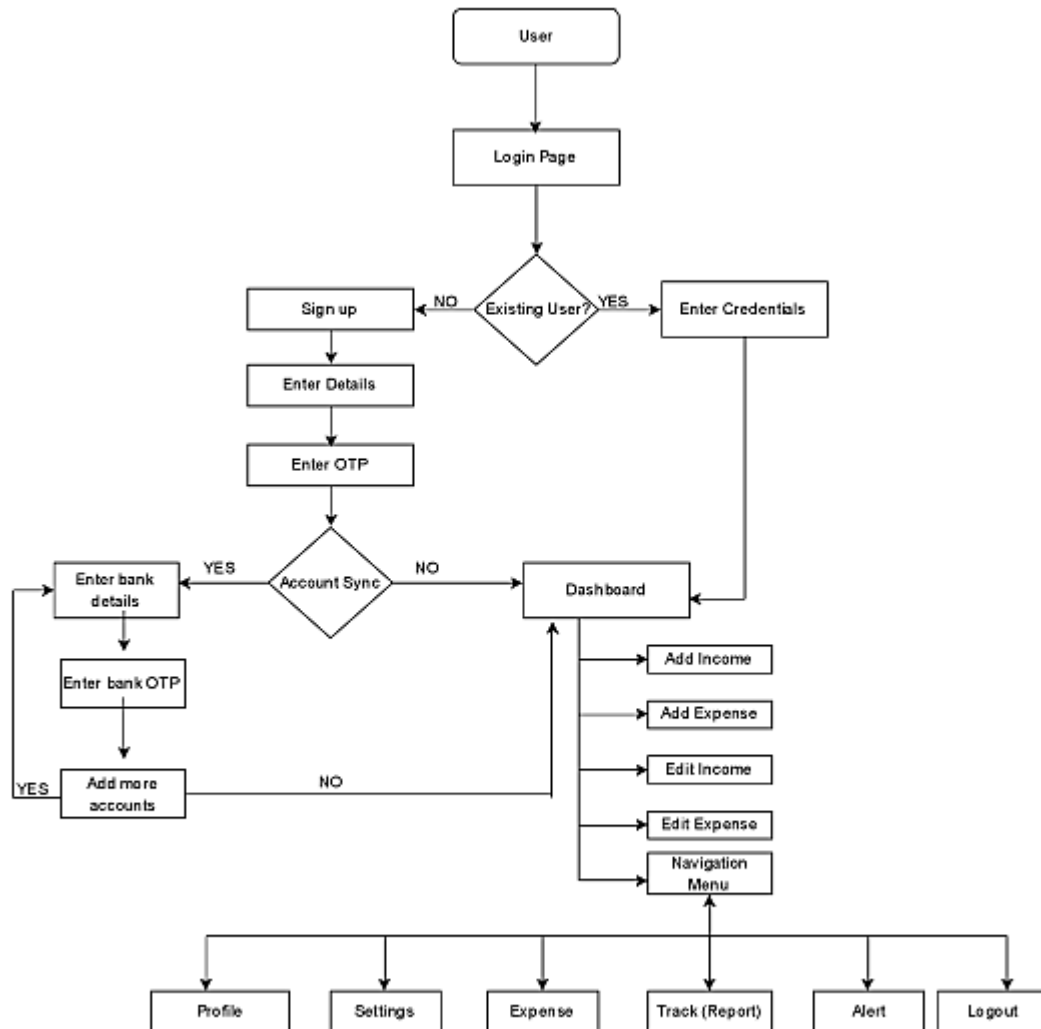 User
Login Page
NO
Existing User?
YES
Sign up
Enter Credentials
Enter Details
Enter OTP
YES
Account Sync
NO
Enter bank
details
Dashboard
Enter bank OTP
Add Income
Add Expense
YES
Add more
accounts
NO
Edit Income
Edit Expense
Navigation
Menu
Profile
Settings
Expense
Track (Report)
Alert
Logout